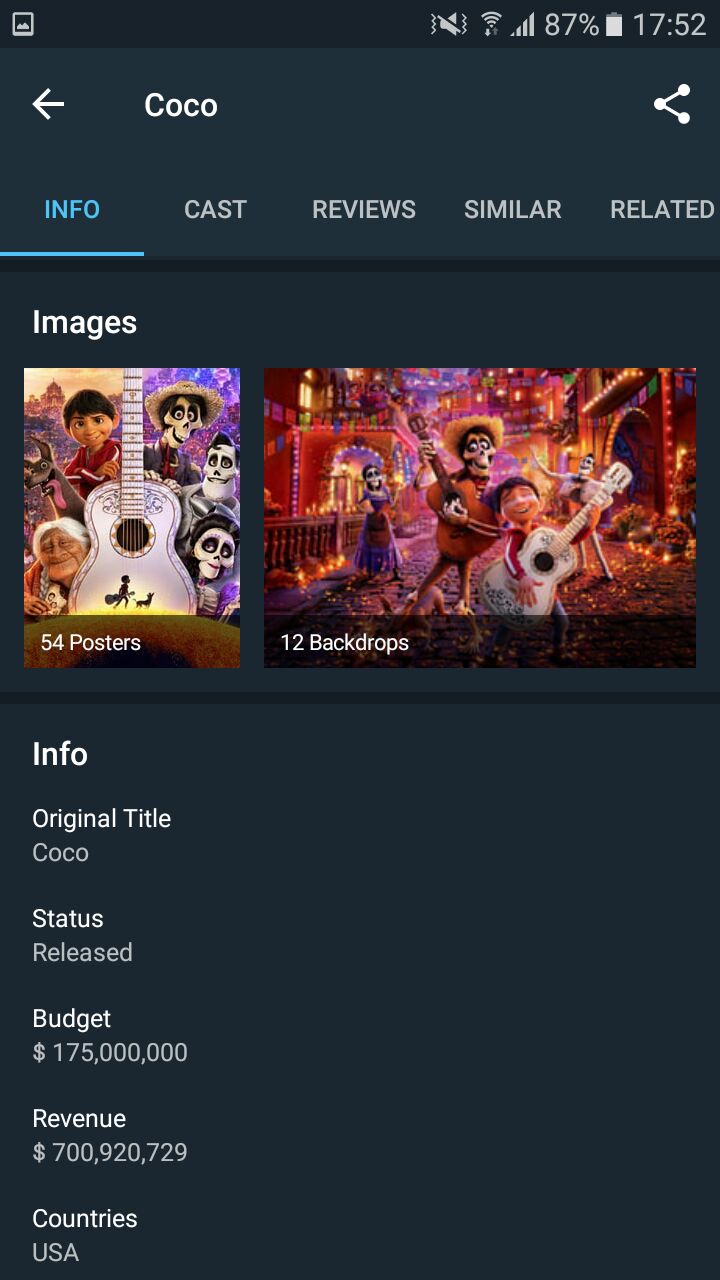 87% 17:52
Coco
INFO CAST REVIEWS SIMILAR RELATED
Images
54 Posters
12 Backdrops
Info
Original Title
Coco
Status
Released
Budget
$ 175,000,000
Revenue
$ 700,920,729
Countries
USA